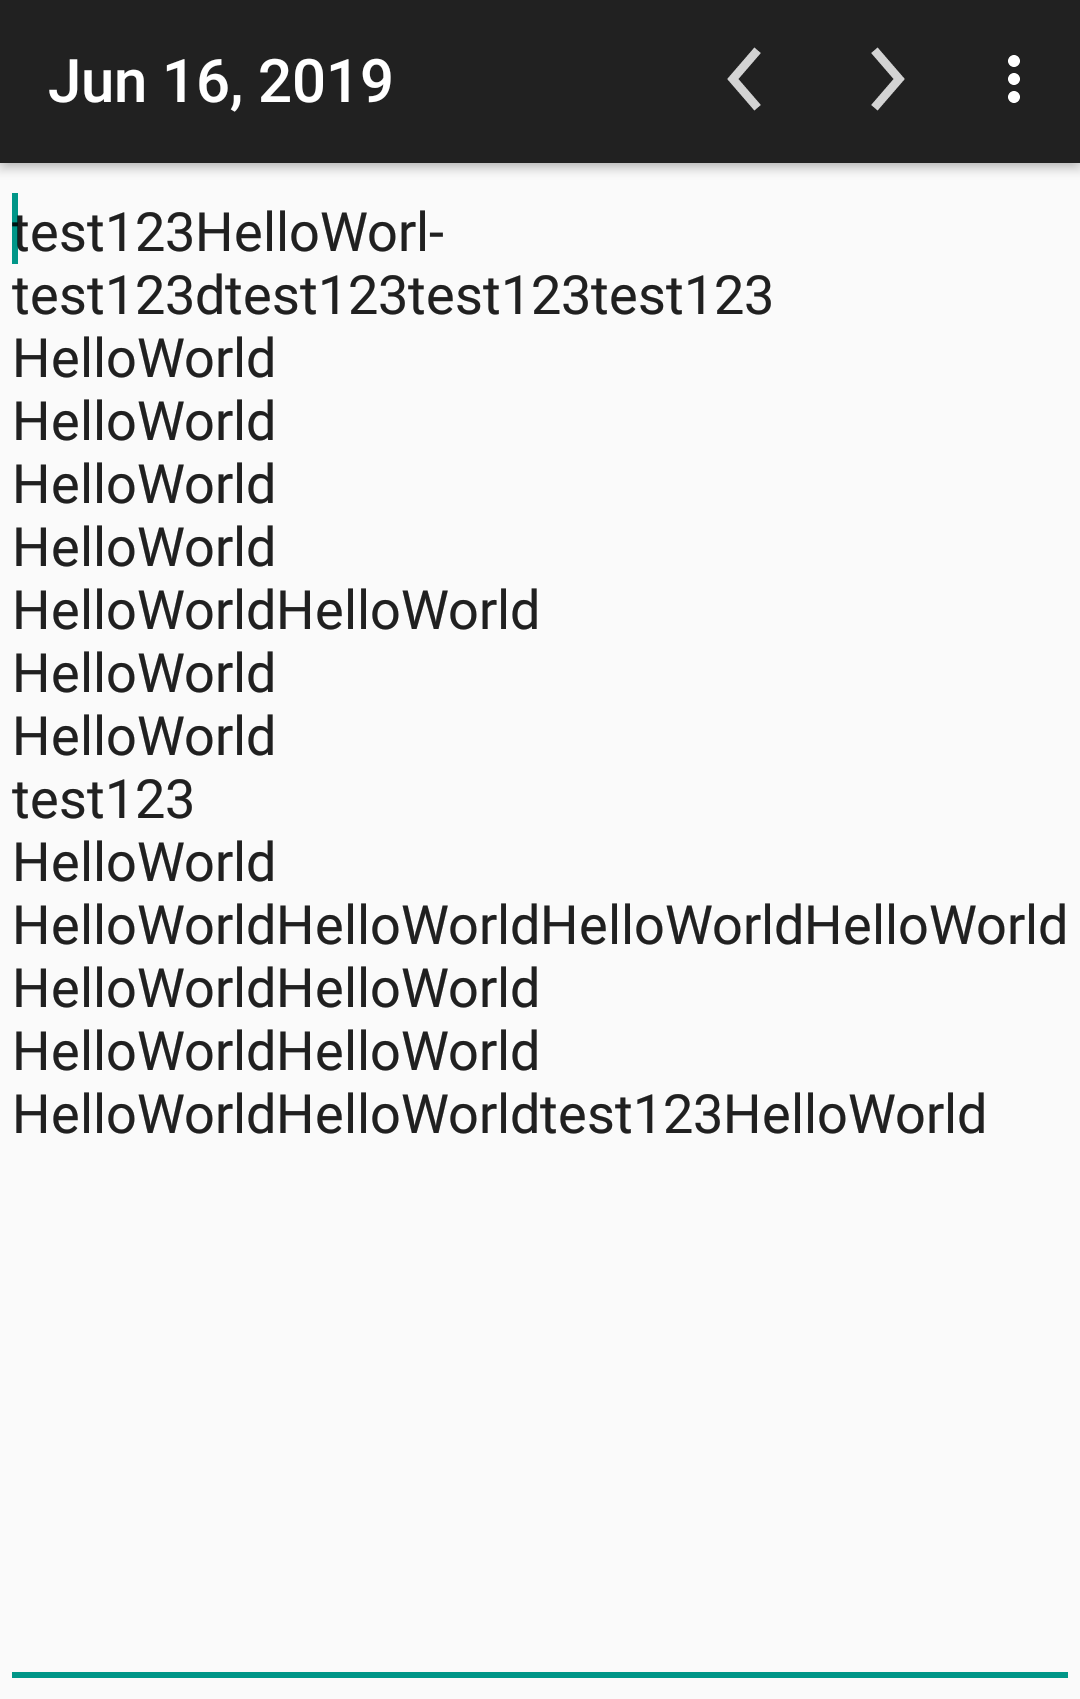 Jun 16, 2019
test123HelloWorl-
test123dtest123test123test123
HelloWorld
HelloWorld
HelloWorld
HelloWorld
HelloWorldHelloWorld
HelloWorld
HelloWorld
test123
HelloWorld
HelloWorldHelloWorldHelloWorldHelloWorld
HelloWorldHelloWorld
HelloWorldHelloWorld
HelloWorldHelloWorldtest123HelloWorld